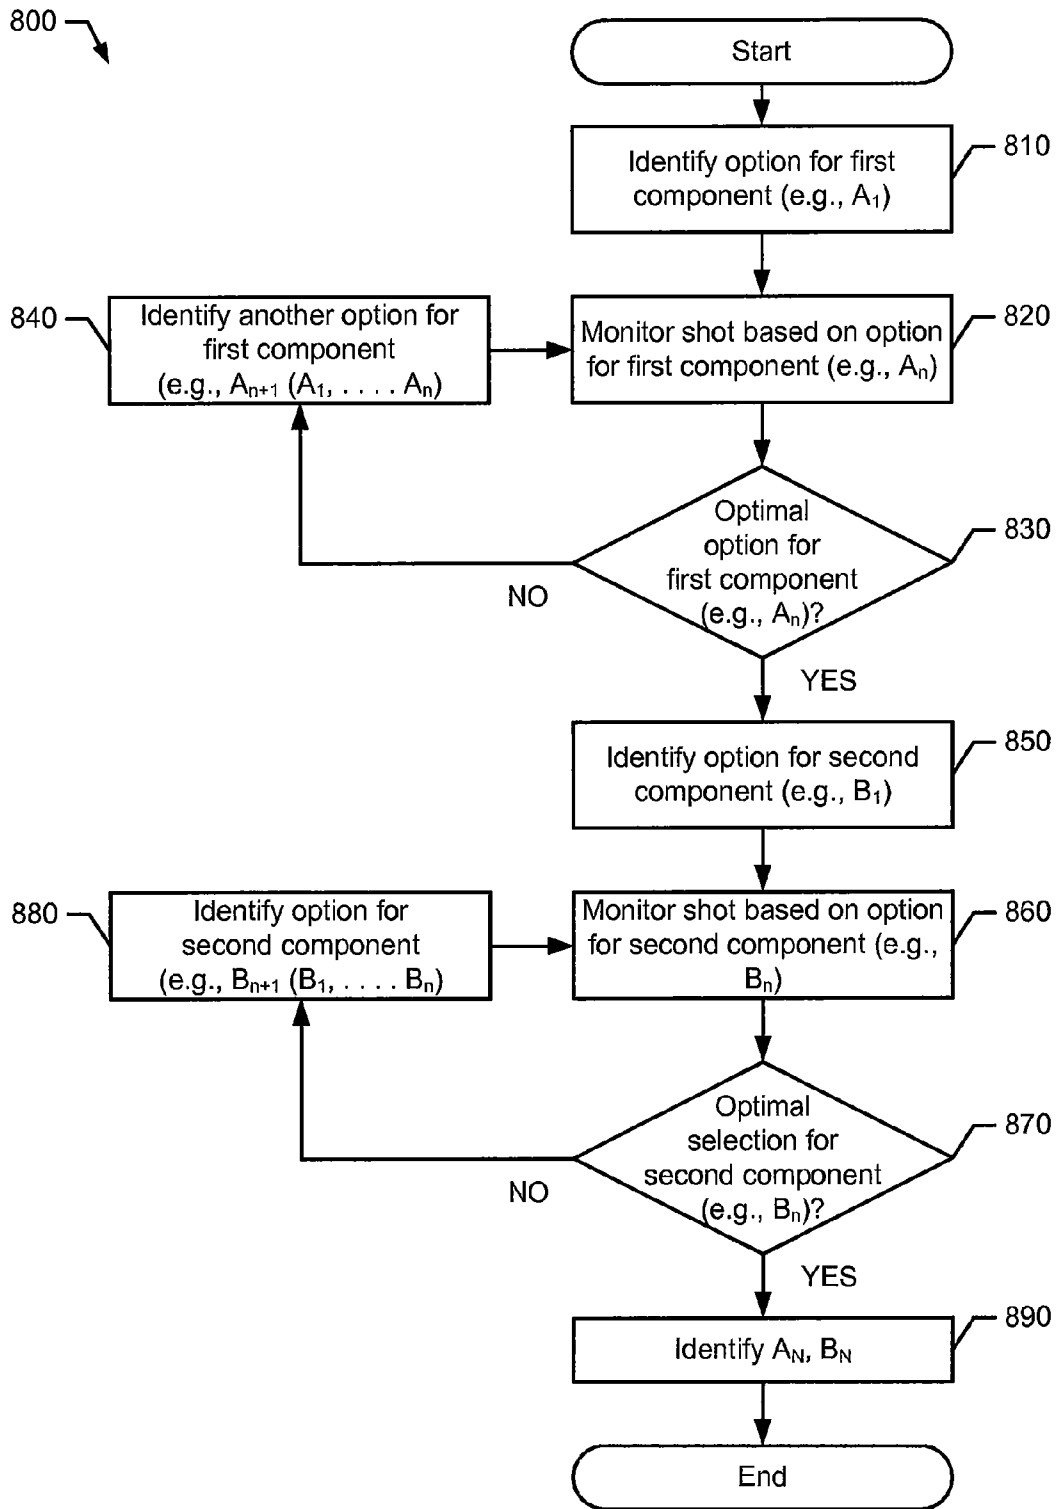 800
Start
Identify option for first
component (e.g., A₁)
810
Identify another option for
first component
(e.g., Aₙ₊₁ (A₁, . . . . Aₙ)
840
Monitor shot based on option
for first component (e.g., Aₙ)
820
Optimal
option for
first component
(e.g., Aₙ)?
830
NO
YES
Identify option for second
component (e.g., B₁)
850
Identify option for
second component
(e.g., Bₙ₊₁ (B₁, . . . . Bₙ)
880
Monitor shot based on option
for second component (e.g.,
Bₙ)
860
Optimal
selection for
second component
(e.g., Bₙ)?
870
NO
YES
Identify A_N, B_N
890
End